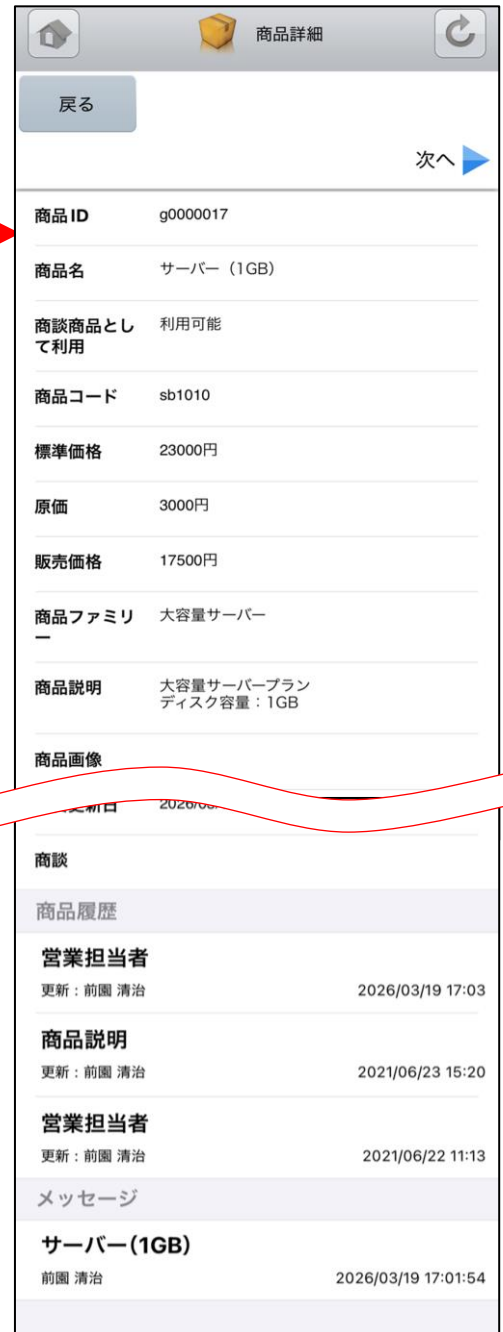 商品詳細
戻る
次へ
商品ID g0000017
商品名 サーバー（1GB）
商談商品とし 利用可能
て利用
商品コード sb1010
標準価格 23000円
原価 3000円
販売価格 17500円
商品ファミリ 大容量サーバー
ー
商品説明 大容量サーバープラン
ディスク容量：1GB
商品画像
商談
商品履歴
営業担当者
更新：前園 清治 2026/03/19 17:03
商品説明
更新：前園 清治 2021/06/23 15:20
営業担当者
更新：前園 清治 2021/06/22 11:13
メッセージ
サーバー(1GB)
前園 清治 2026/03/19 17:01:54